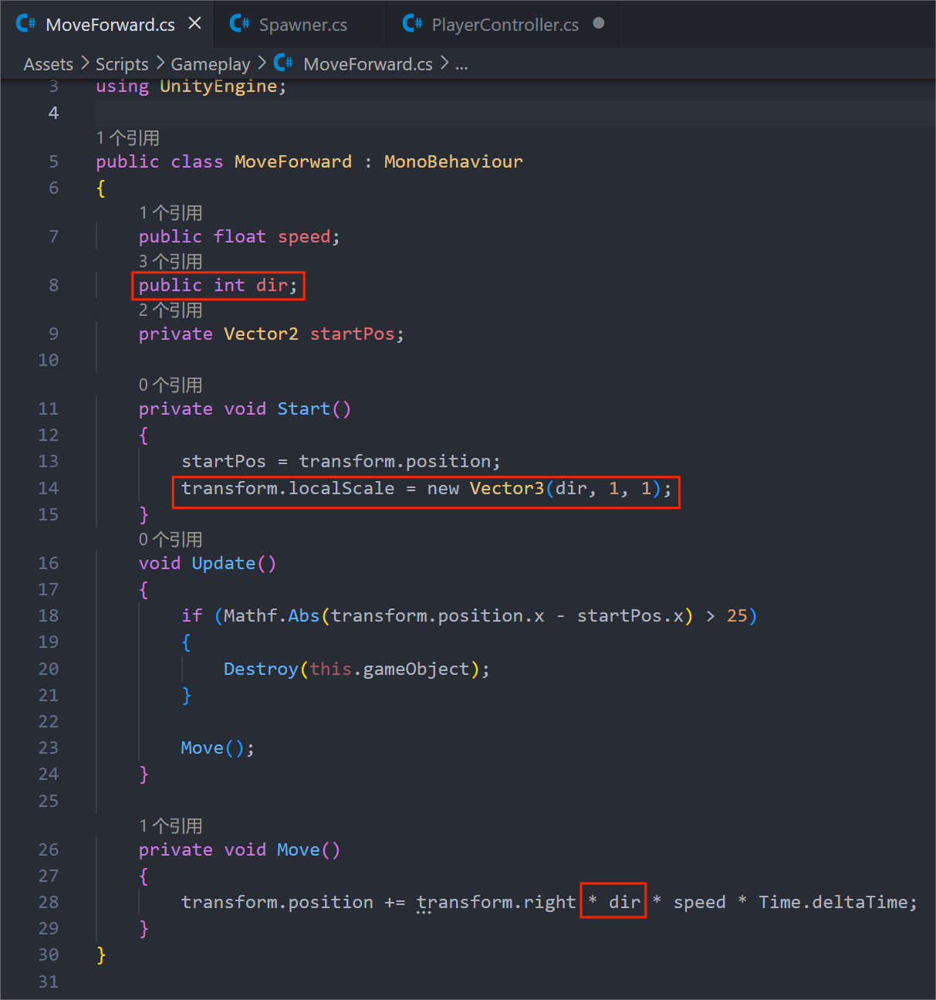 MoveForward.cs
Spawner.cs
PlayerController.cs
Assets > Scripts > Gameplay > MoveForward.cs > ...
3 using UnityEngine;
4
1 个引用
5 public class MoveForward : MonoBehaviour
6 {
1 个引用
7 public float speed;
3 个引用
8 public int dir;
2 个引用
9 private Vector2 startPos;
10
0 个引用
11 private void Start()
12 {
13 startPos = transform.position;
14 transform.localScale = new Vector3(dir, 1, 1);
15 }
0 个引用
16 void Update()
17 {
18 if (Mathf.Abs(transform.position.x - startPos.x) > 25)
19 {
20 Destroy(this.gameObject);
21 }
22
23 Move();
24 }
25
1 个引用
26 private void Move()
27 {
28 transform.position += transform.right * dir * speed * Time.deltaTime;
29 }
30 }
31